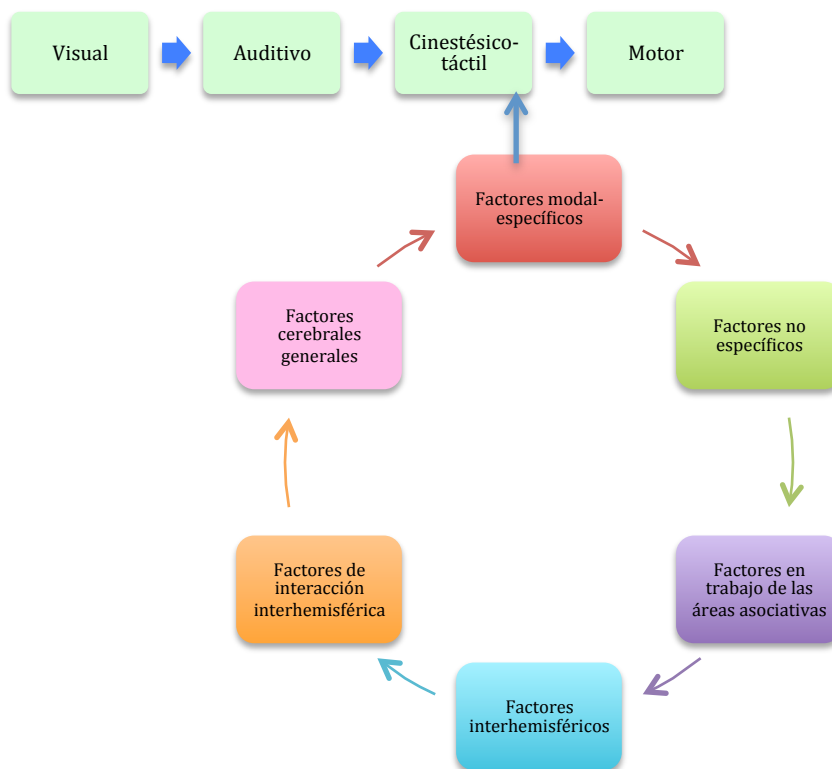 Visual
Auditivo
Cinestésico-
táctil
Motor
Factores modal-
específicos
Factores
cerebrales
generales
Factores no
específicos
Factores de
interacción
interhemisférica
Factores en
trabajo de las
áreas asociativas
Factores
interhemisféricos